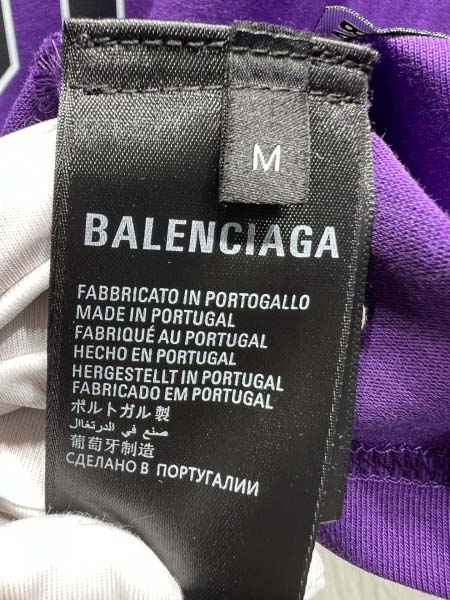 M
BALENCIAGA
FABBRICATO IN PORTOGALLO
MADE IN PORTUGAL
FABRIQUÉ AU PORTUGAL
HECHO EN PORTUGAL
HERGESTELLT IN PORTUGAL
FABRICADO EM PORTUGAL
ポルトガル製
صنع في الدرتغالل
葡萄牙制造
СДЕЛАНО В ПОРТУГАЛИИ